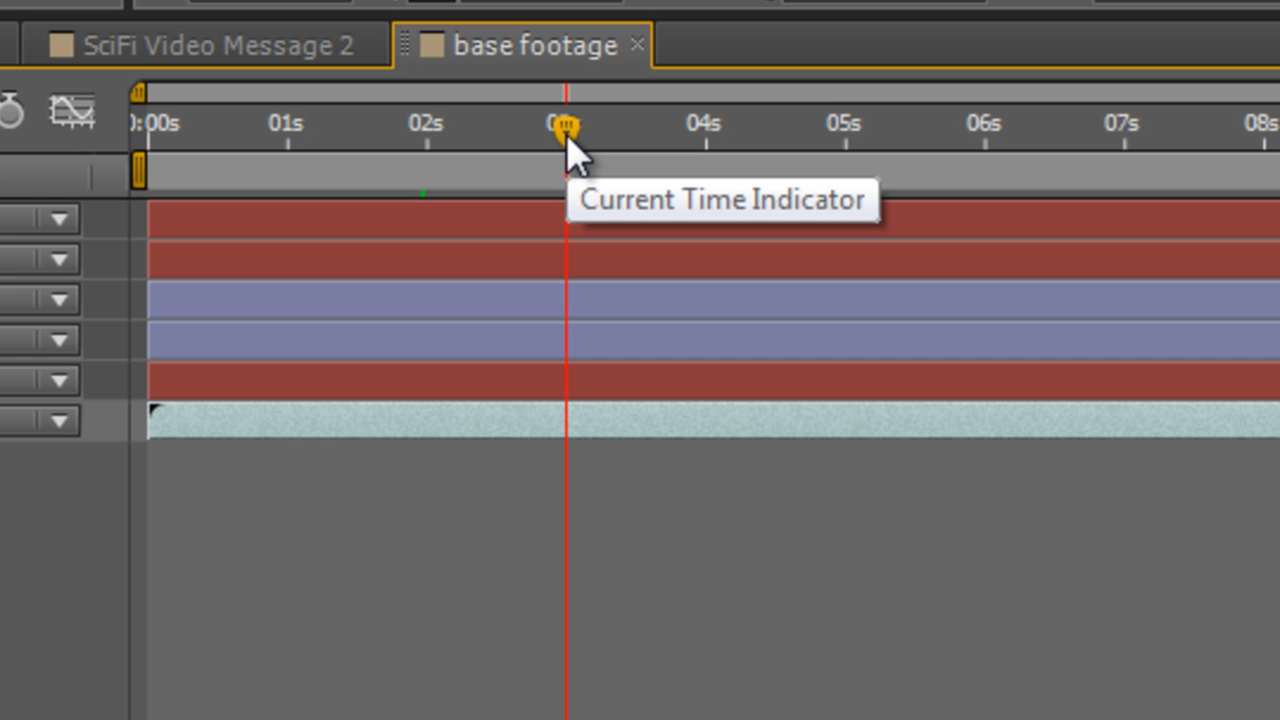 SciFi Video Message 2
base footage
0:00s 01s 02s 04s 05s 06s 07s 08s
Current Time Indicator